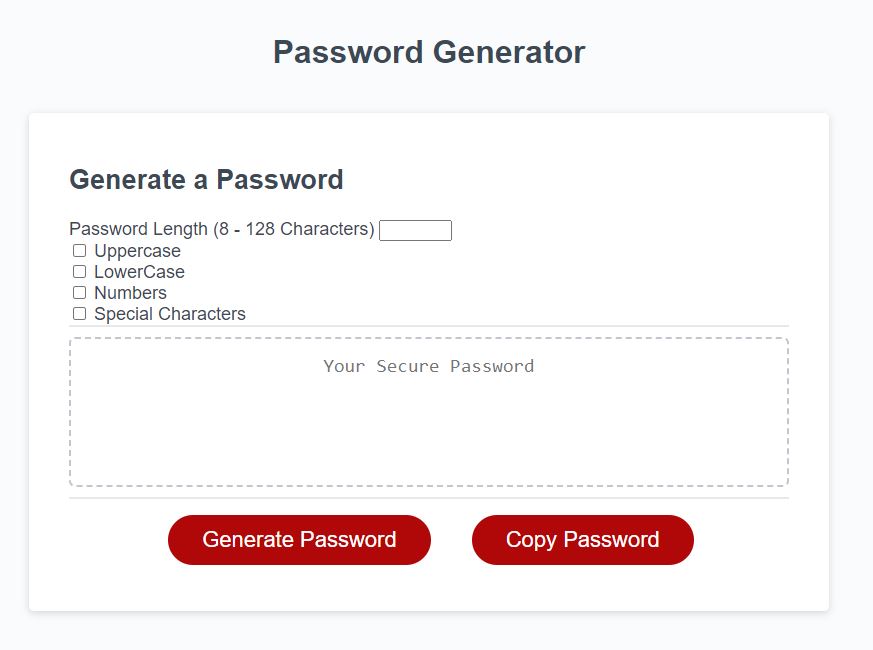 Password Generator
Generate a Password
Password Length (8 - 128 Characters)
Uppercase
LowerCase
Numbers
Special Characters
Your Secure Password
Generate Password Copy Password